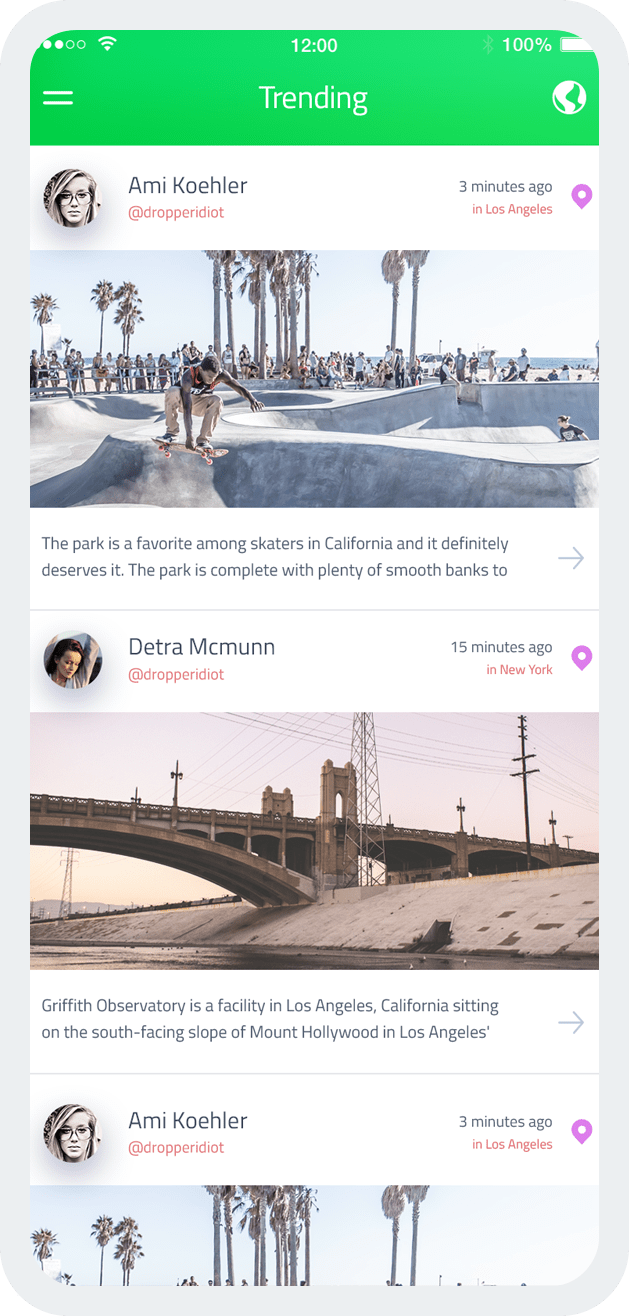 12:00
100%
Trending
Ami Koehler
3 minutes ago
@dropperidiot
in Los Angeles
The park is a favorite among skaters in California and it definitely
deserves it. The park is complete with plenty of smooth banks to
Detra Mcmunn
15 minutes ago
@dropperidiot
in New York
Griffith Observatory is a facility in Los Angeles, California sitting
on the south-facing slope of Mount Hollywood in Los Angeles'
Ami Koehler
3 minutes ago
@dropperidiot
in Los Angeles